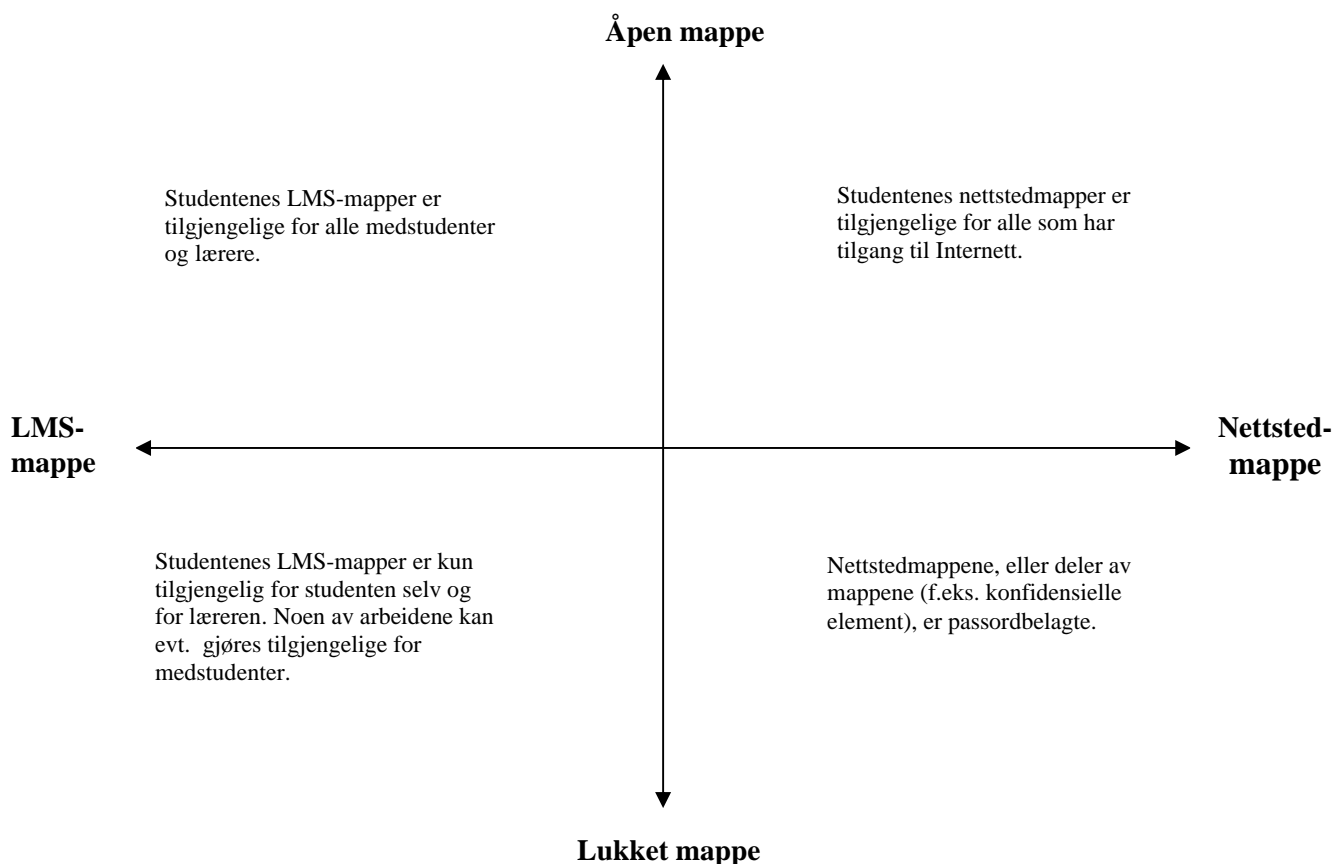 Åpen mappe
Studentenes LMS-mapper er
tilgjengelige for alle medstudenter
og lærere.
Studentenes nettstedmapper er
tilgjengelige for alle som har
tilgang til Internett.
LMS-
mappe
Nettsted-
mappe
Studentenes LMS-mapper er kun
tilgjengelig for studenten selv og
for læreren. Noen av arbeidene kan
evt.  gjøres tilgjengelige for
medstudenter.
Nettstedmappene, eller deler av
mappene (f.eks. konfidensielle
element), er passordbelagte.
Lukket mappe